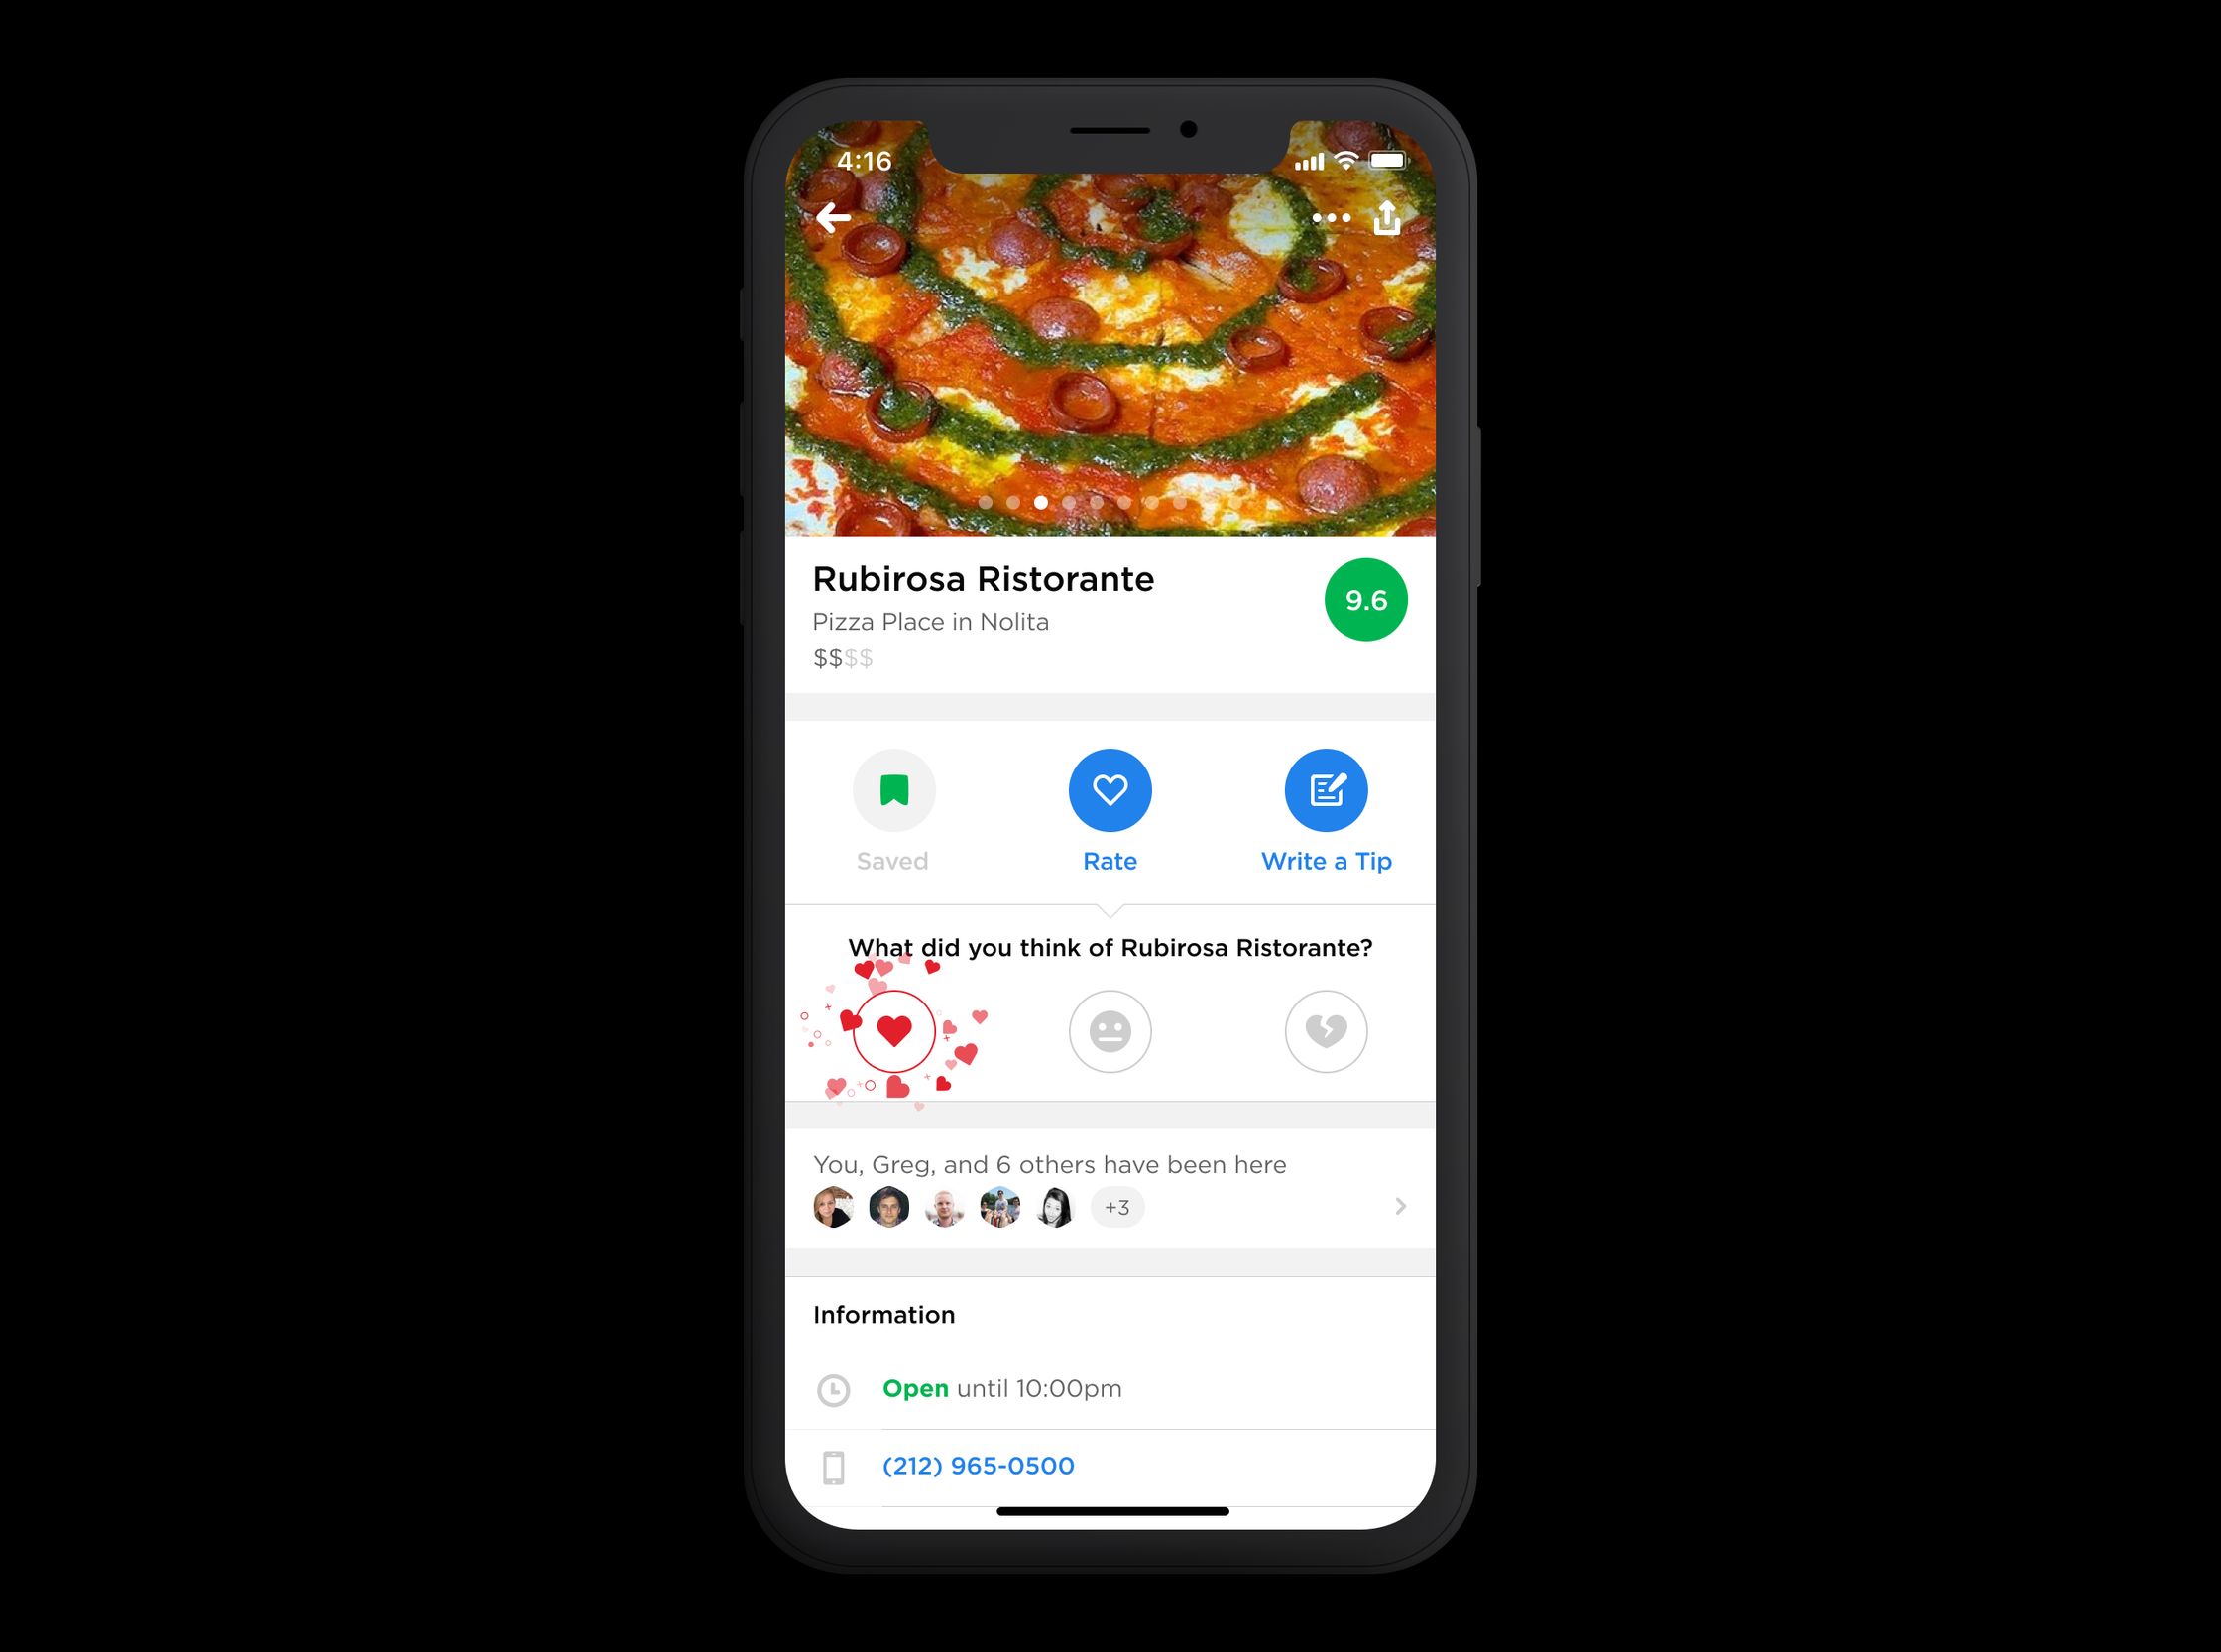 4:16
Rubirosa Ristorante
9.6
Pizza Place in Nolita
$$$$
Saved
Rate
Write a Tip
What did you think of Rubirosa Ristorante?
You, Greg, and 6 others have been here
+3
Information
Open until 10:00pm
(212) 965-0500